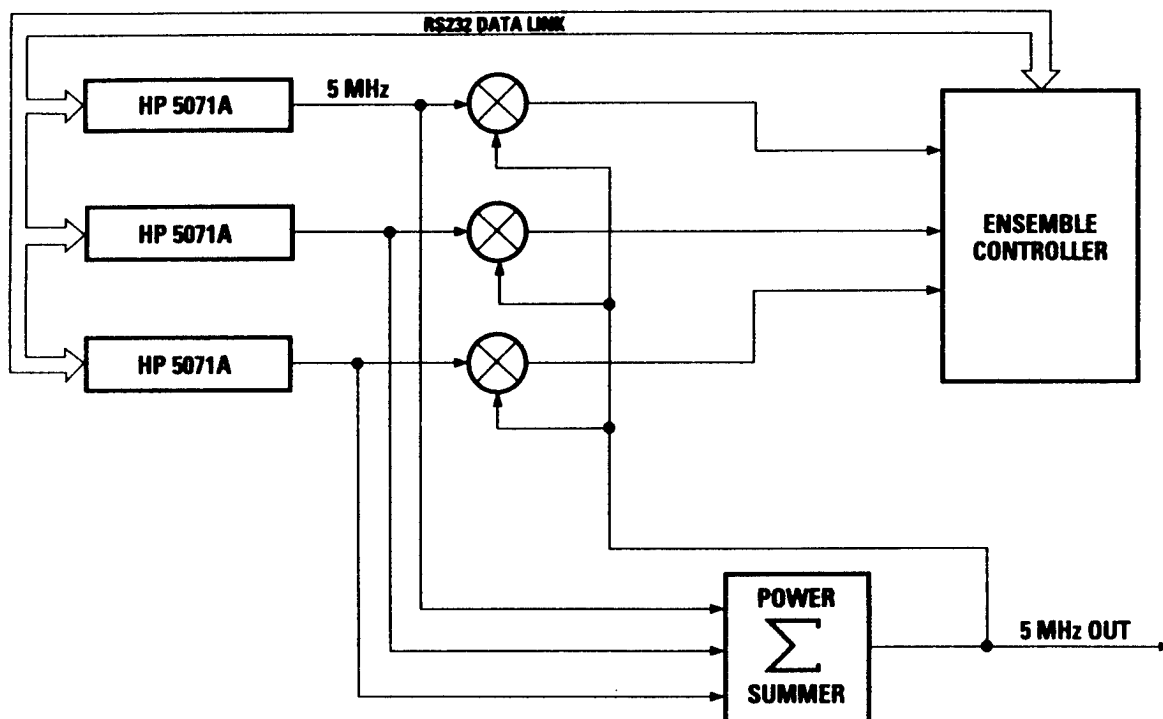 RS232 DATA LINK
HP 5071A
5 MHz
HP 5071A
HP 5071A
ENSEMBLE
CONTROLLER
POWER
Σ
SUMMER
5 MHz OUT